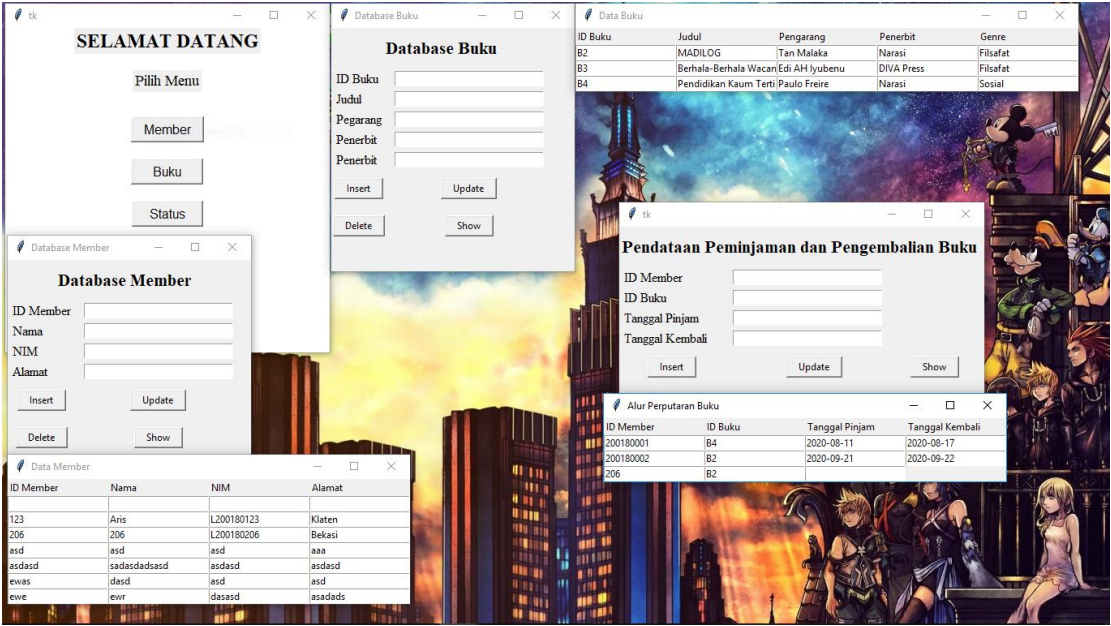 tk
SELAMAT DATANG
Pilih Menu
Member
Buku
Status
Database Buku
Database Buku
ID Buku
Judul
Pegarang
Penerbit
Penerbit
Insert Update
Delete Show
Data Buku
ID Buku Judul Pengarang Penerbit Genre
B2 MADILOG Tan Malaka Narasi Filsafat
B3 Berhala-Berhala Wacan Edi AH Iyubenu DIVA Press Filsafat
B4 Pendidikan Kaum Terti Paulo Freire Narasi Sosial
tk
Pendataan Peminjaman dan Pengembalian Buku
ID Member
ID Buku
Tanggal Pinjam
Tanggal Kembali
Insert Update Show
Database Member
Database Member
ID Member
Nama
NIM
Alamat
Insert Update
Delete Show
Alur Perputaran Buku
ID Member ID Buku Tanggal Pinjam Tanggal Kembali
200180001 B4 2020-08-11 2020-08-17
200180002 B2 2020-09-21 2020-09-22
206 B2
Data Member
ID Member Nama NIM Alamat
123 Aris L200180123 Klaten
206 206 L200180206 Bekasi
asd asd asd aaa
asdasd sadasdadsasd asdasd asdasd
ewas dasd asd asd
ewe ewr dasasd asadads